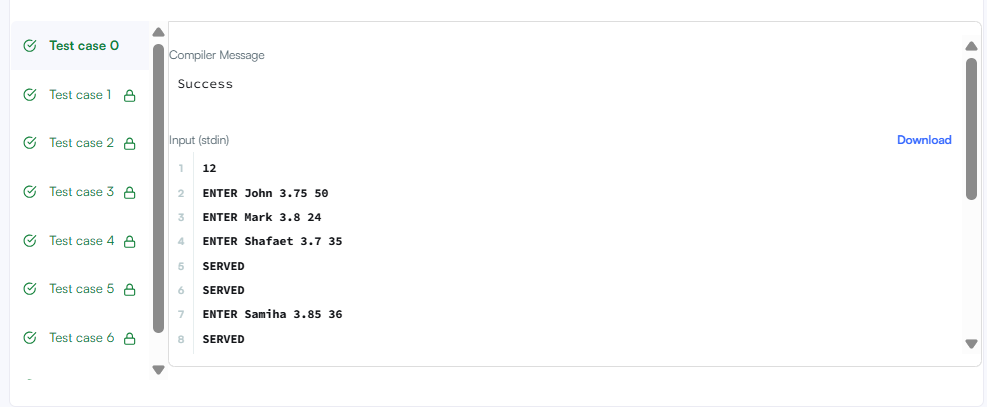 Test case 0
Test case 1
Test case 2
Test case 3
Test case 4
Test case 5
Test case 6
Compiler Message
Success
Input (stdin)
Download
1 12
2 ENTER John 3.75 50
3 ENTER Mark 3.8 24
4 ENTER Shafaet 3.7 35
5 SERVED
6 SERVED
7 ENTER Samiha 3.85 36
8 SERVED